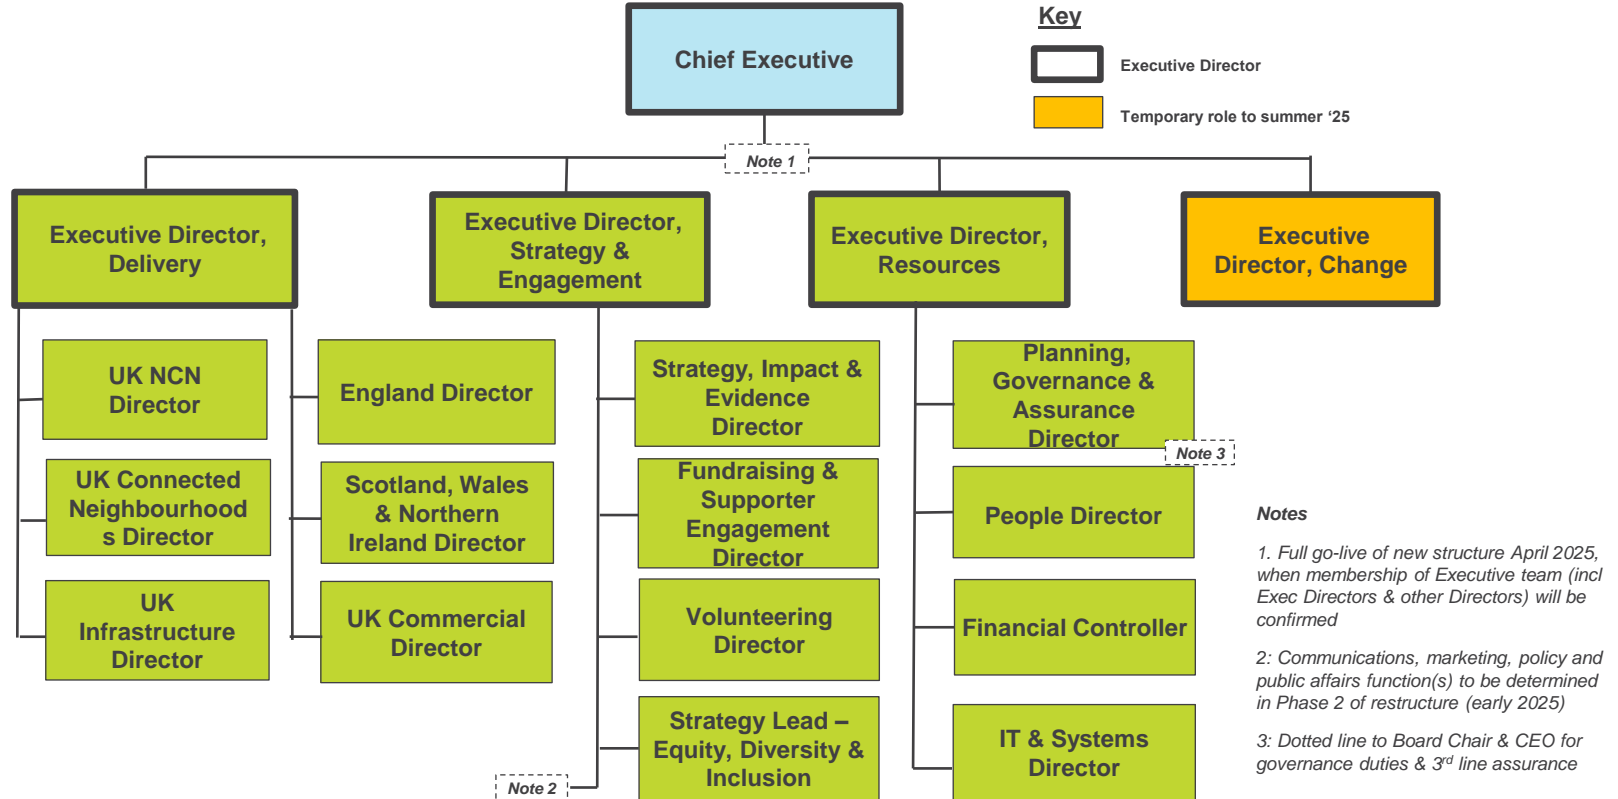 Chief Executive
Key
Executive Director
Temporary role to summer ‘25
Note 1
Executive Director,
Delivery
Executive Director,
Strategy &
Engagement
Executive Director,
Resources
Executive
Director, Change
UK NCN
Director
England Director
Strategy, Impact &
Evidence
Director
Planning,
Governance &
Assurance
Director
Note 3
UK Connected
Neighbourhood
s Director
Scotland, Wales
& Northern
Ireland Director
Fundraising &
Supporter
Engagement
Director
People Director
UK
Infrastructure
Director
UK Commercial
Director
Volunteering
Director
Financial Controller
Strategy Lead –
Equity, Diversity &
Inclusion
IT & Systems
Director
Note 2
Notes
1. Full go-live of new structure April 2025,
when membership of Executive team (incl
Exec Directors & other Directors) will be
confirmed
2: Communications, marketing, policy and
public affairs function(s) to be determined
in Phase 2 of restructure (early 2025)
3: Dotted line to Board Chair & CEO for
governance duties & 3rd line assurance